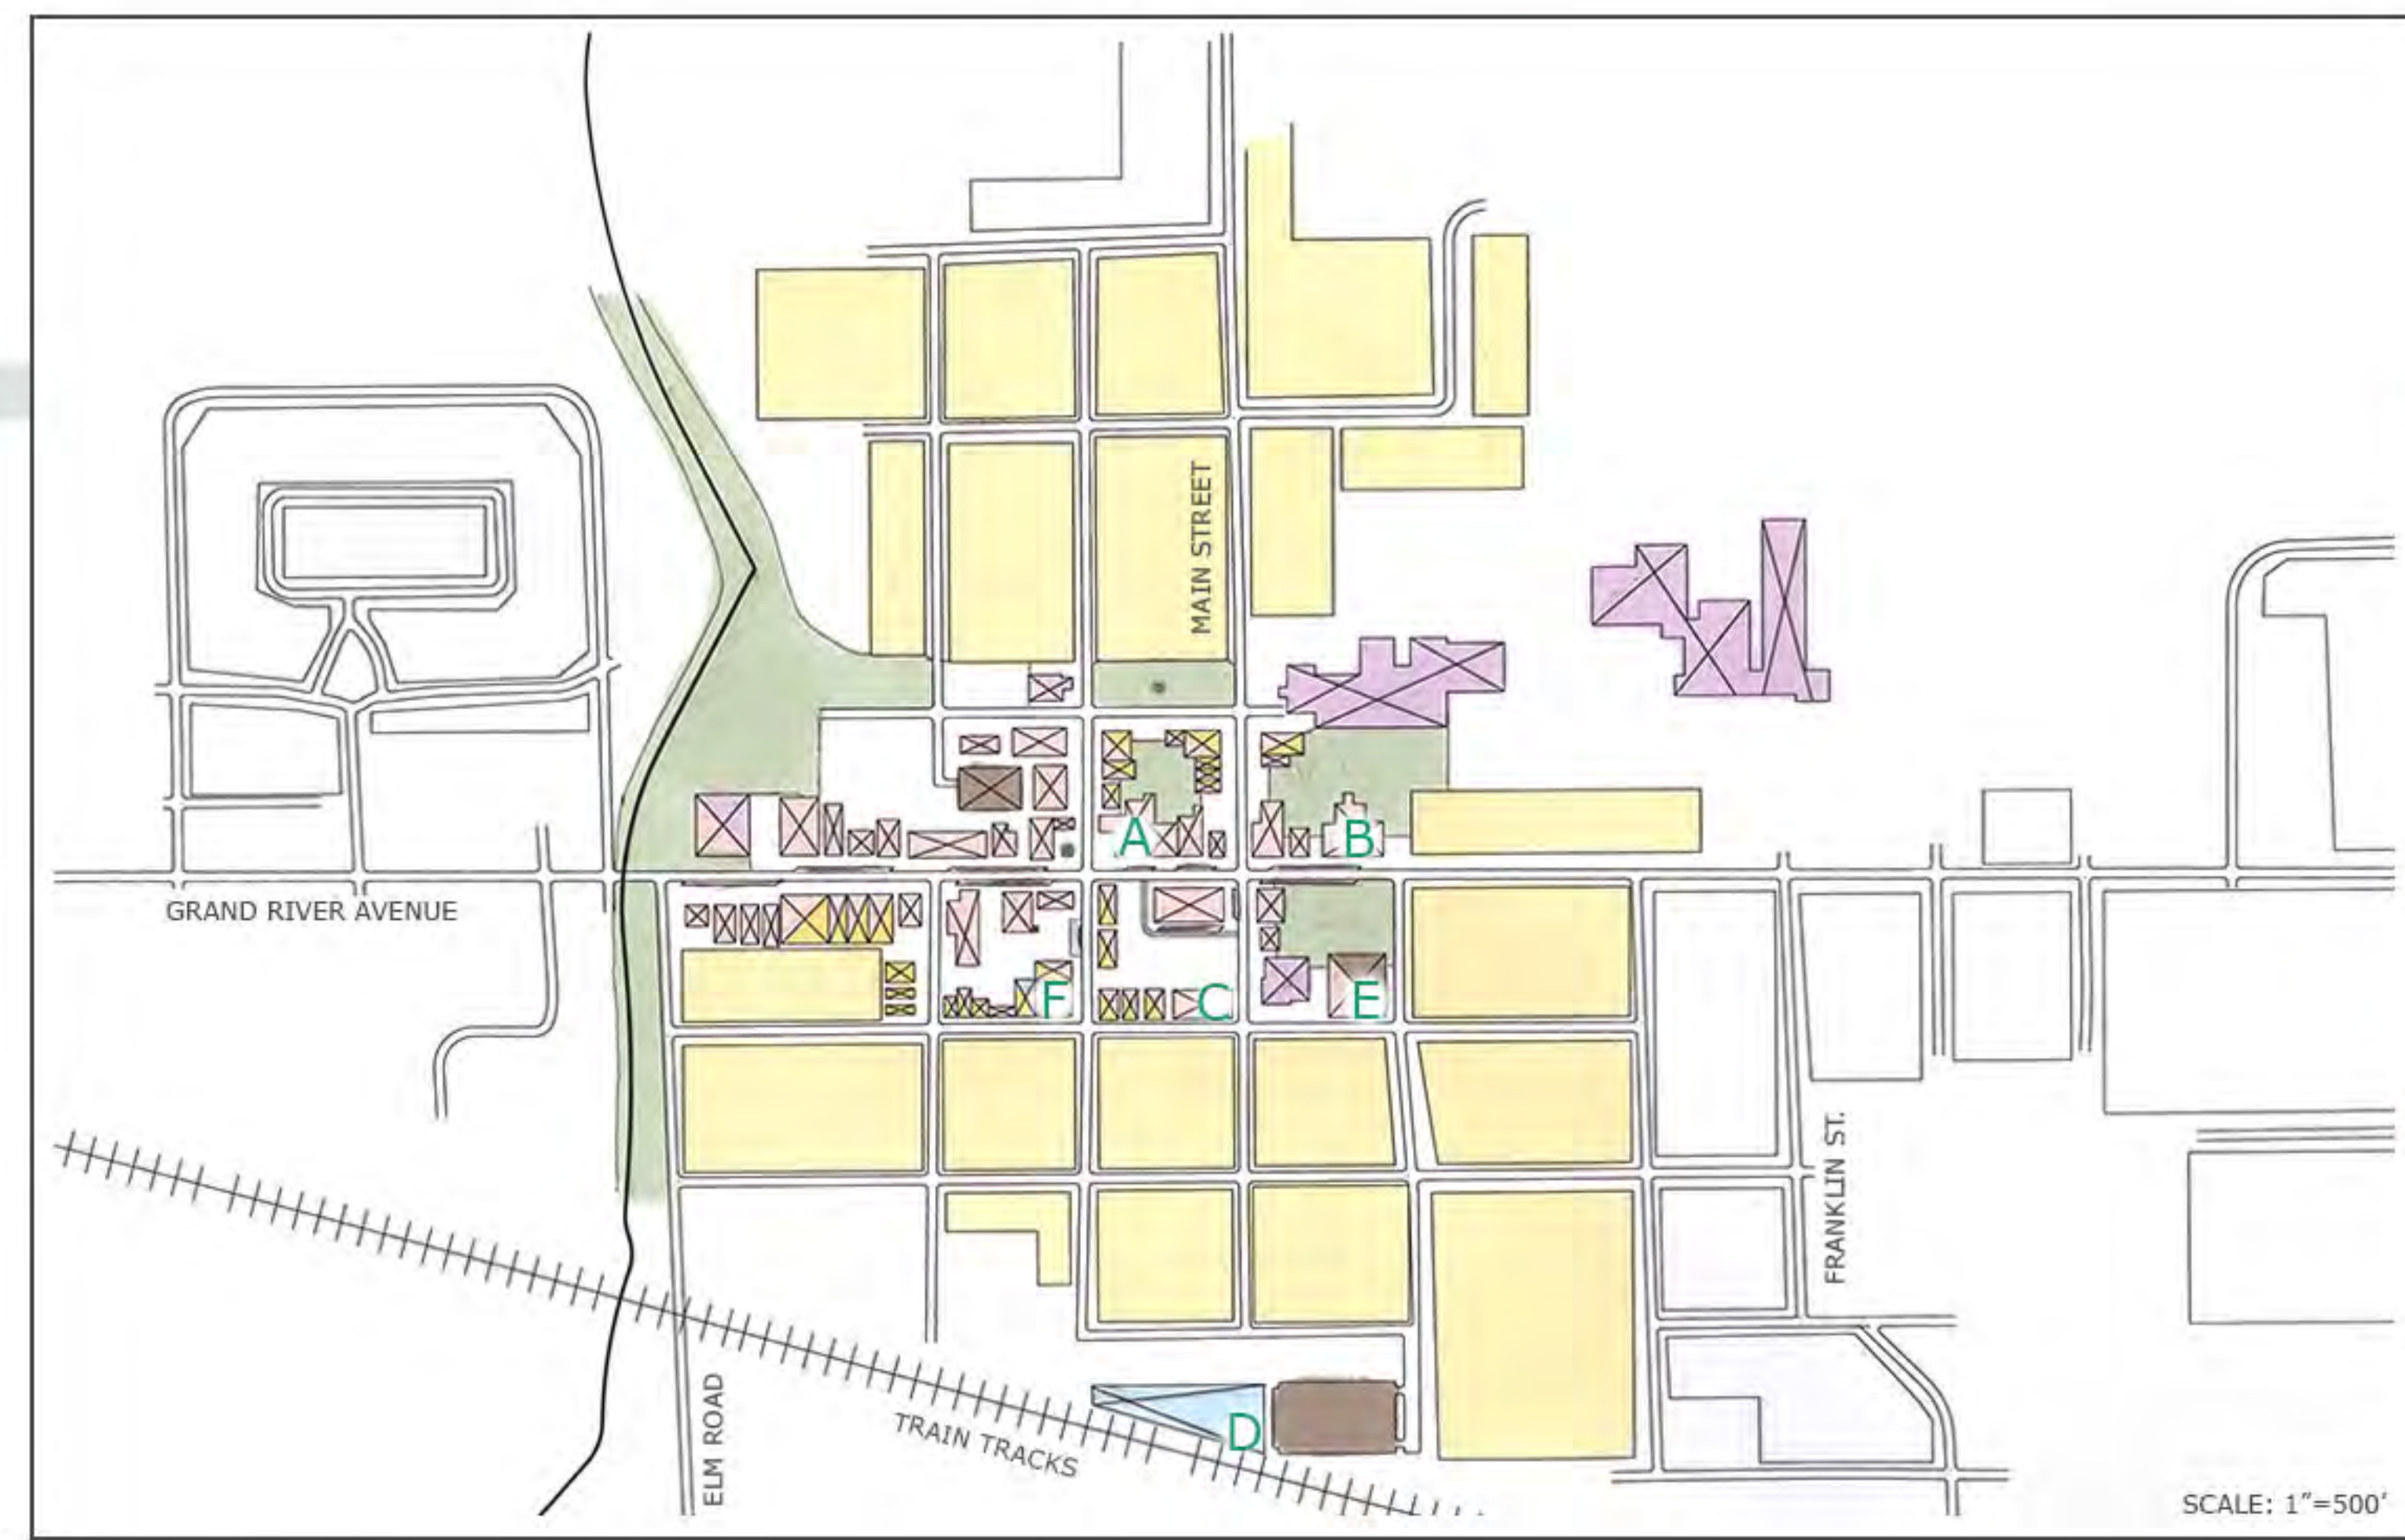 MAIN STREET
A
B
GRAND RIVER AVENUE
F
C
E
FRANKLIN ST.
ELM ROAD
TRAIN TRACKS
D
SCALE: 1"=500'